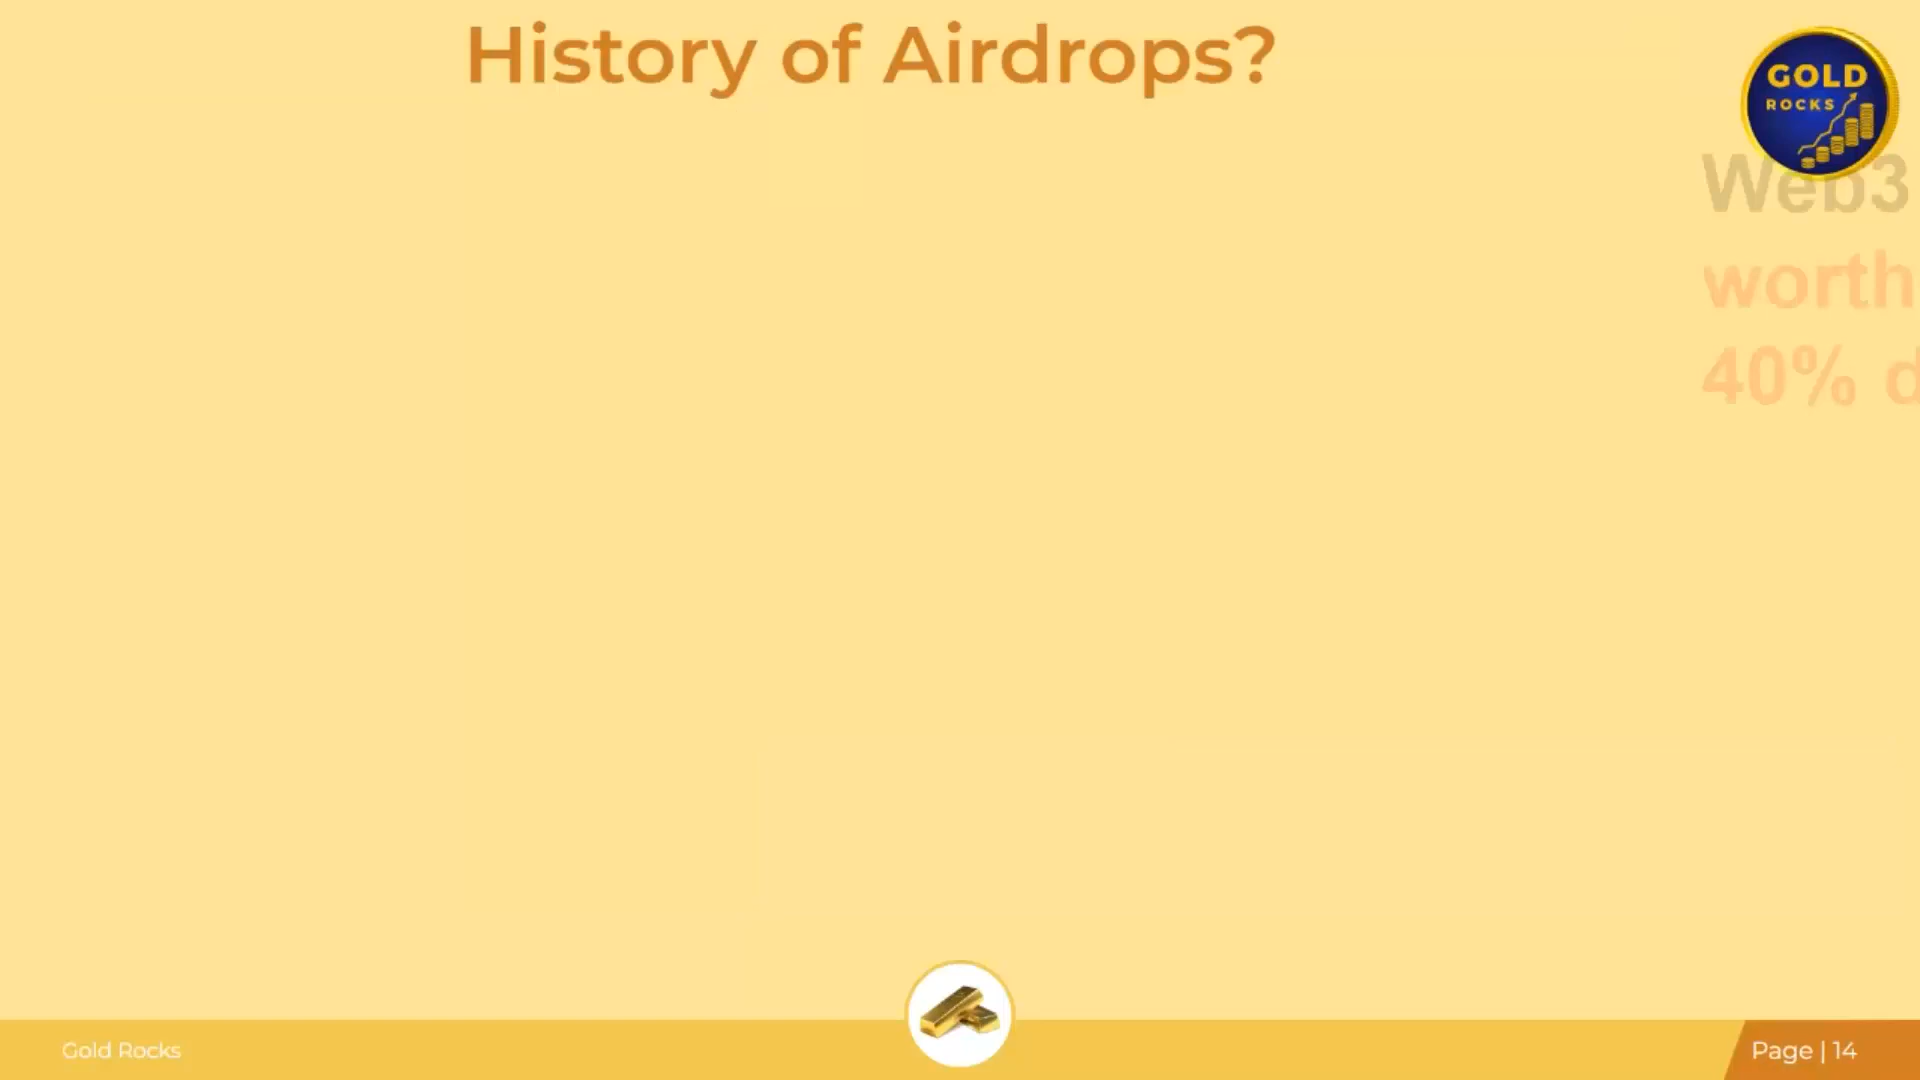 History of Airdrops?
GOLD
ROCKS
Web3
worth
40%
Gold Rocks
Page | 14